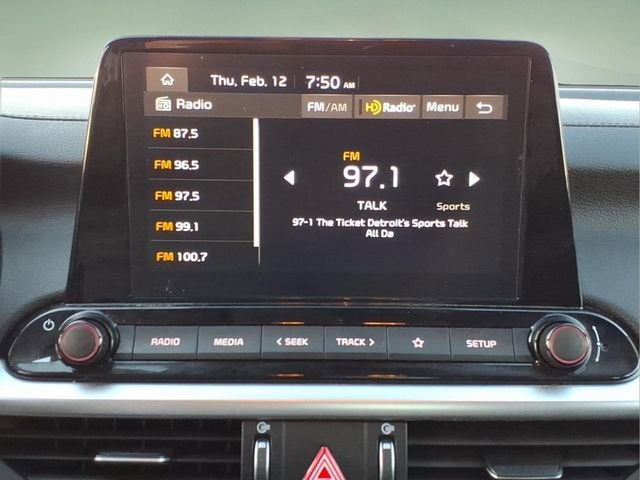 Thu, Feb. 12 7:50 AM
Radio FM/AM HD Radio Menu
FM 87.5
FM 96.5
FM 97.5
FM 99.1
FM 100.7
FM
97.1
TALK Sports
97-1 The Ticket Detroit's Sports Talk
All Da
RADIO MEDIA < SEEK TRACK > SETUP